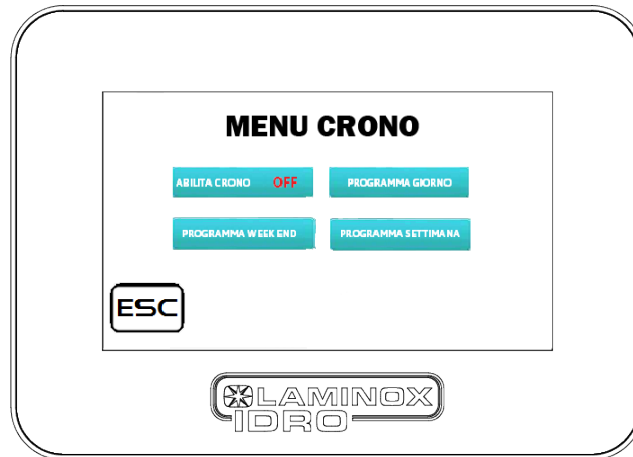 MENU CRONO
ABILITA CRONO OFF
PROGRAMMA GIORNO
PROGRAMMA WEEK END
PROGRAMMA SETTIMANA
ESC
LAMINOX
IDRO